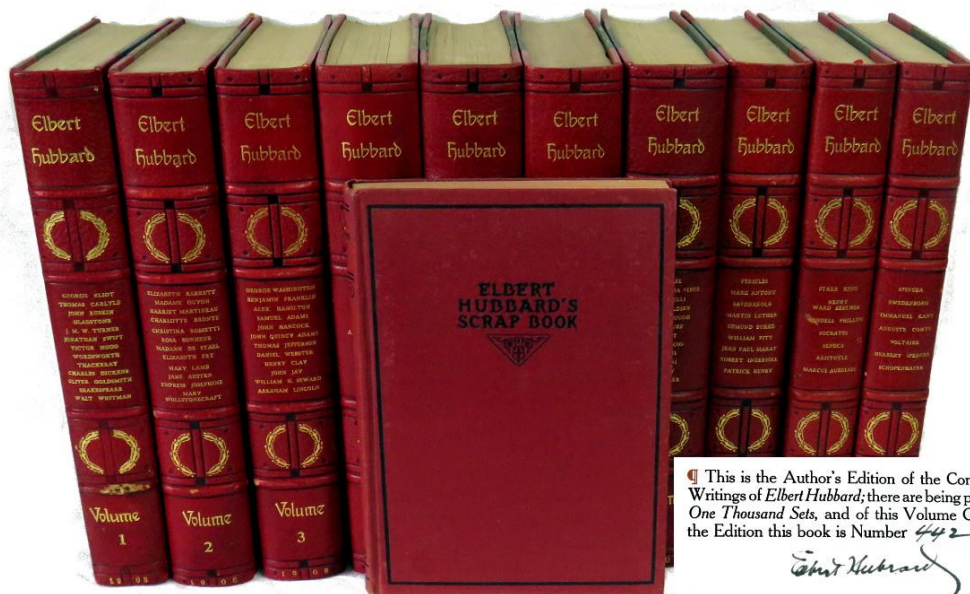 Elbert
Hubbard
GEORGE ELIOT
THOMAS CARLYLE
JOHN RUSKIN
GLADSTONE
J. M. W. TURNER
JONATHAN SWIFT
VICTOR HUGO
WORDSWORTH
THACKERAY
CHARLES DICKENS
OLIVER GOLDSMITH
SHAKESPEARE
WALT WHITMAN
Volume
1
1908
Elbert
Hubbard
ELIZABETH BARRETT
MADAME GUYON
HARRIET MARTINEAU
CHARLOTTE BRONTE
CHRISTINA ROSSETTI
ROSA BONHEUR
MADAME DE STAEL
ELIZABETH FRY
MARY LAMB
JANE AUSTEN
EMPRESS JOSEPHINE
MARY
WOLLSTONECRAFT
Volume
2
1908
Elbert
Hubbard
GEORGE WASHINGTON
BENJAMIN FRANKLIN
ALEX. HAMILTON
SAMUEL ADAMS
JOHN HANCOCK
JOHN QUINCY ADAMS
THOMAS JEFFERSON
DANIEL WEBSTER
HENRY CLAY
JOHN JAY
WILLIAM H. SEWARD
ABRAHAM LINCOLN
Volume
3
1908
Elbert
Hubbard
Elbert
Hubbard
Elbert
Hubbard
Elbert
Hubbard
Elbert
Hubbard
PERICLES
MARK ANTONY
SAVONAROLA
MARTIN LUTHER
EDMUND BURKE
WILLIAM PITT
JEAN PAUL MARAT
ROBERT INGERSOLL
PATRICK HENRY
Elbert
Hubbard
STARR KING
HENRY
WARD BEECHER
WENDELL PHILLIPS
SOCRATES
SENECA
ARISTOTLE
MARCUS AURELIUS
Elbert
Hubbard
SPINOZA
SWEDENBORG
IMMANUEL KANT
AUGUSTE COMTE
VOLTAIRE
HERBERT SPENCER
SCHOPENHAUER
ELBERT
HUBBARD'S
SCRAP BOOK
¶ This is the Author's Edition of the Com
Writings of Elbert Hubbard; there are being p
One Thousand Sets, and of this Volume
the Edition this book is Number 442
Elbert Hubbard